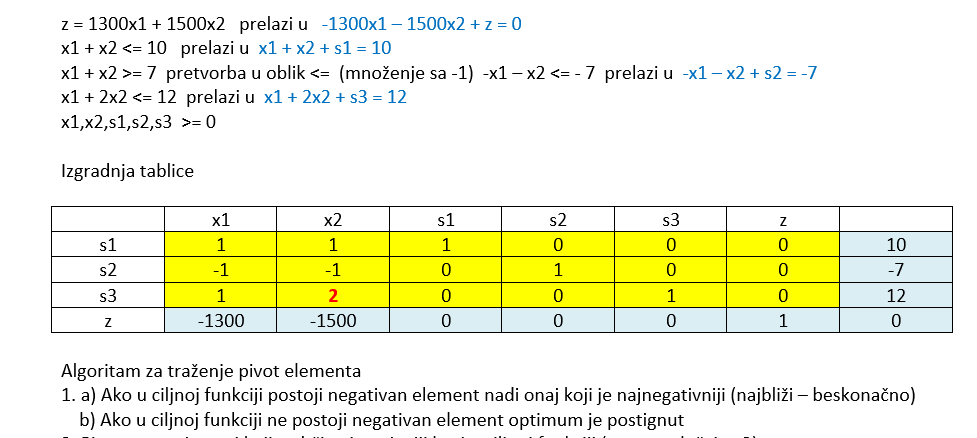 z = 1300x1 + 1500x2 prelazi u -1300x1 – 1500x2 + z = 0
x1 + x2 <= 10 prelazi u x1 + x2 + s1 = 10
x1 + x2 >= 7 pretvorba u oblik <= (množenje sa -1) -x1 – x2 <= - 7 prelazi u -x1 – x2 + s2 = -7
x1 + 2x2 <= 12 prelazi u x1 + 2x2 + s3 = 12
x1,x2,s1,s2,s3 >= 0
Izgradnja tablice
x1 x2 s1 s2 s3 z
s1 1 1 1 0 0 0 10
s2 -1 -1 0 1 0 0 -7
s3 1 2 0 0 1 0 12
z -1300 -1500 0 0 0 1 0
Algoritam za traženje pivot elementa
1. a) Ako u ciljnoj funkciji postoji negativan element nadi onaj koji je najnegativniji (najbliži – beskonačno)
b) Ako u ciljnoj funkciji ne postoji negativan element optimum je postignut